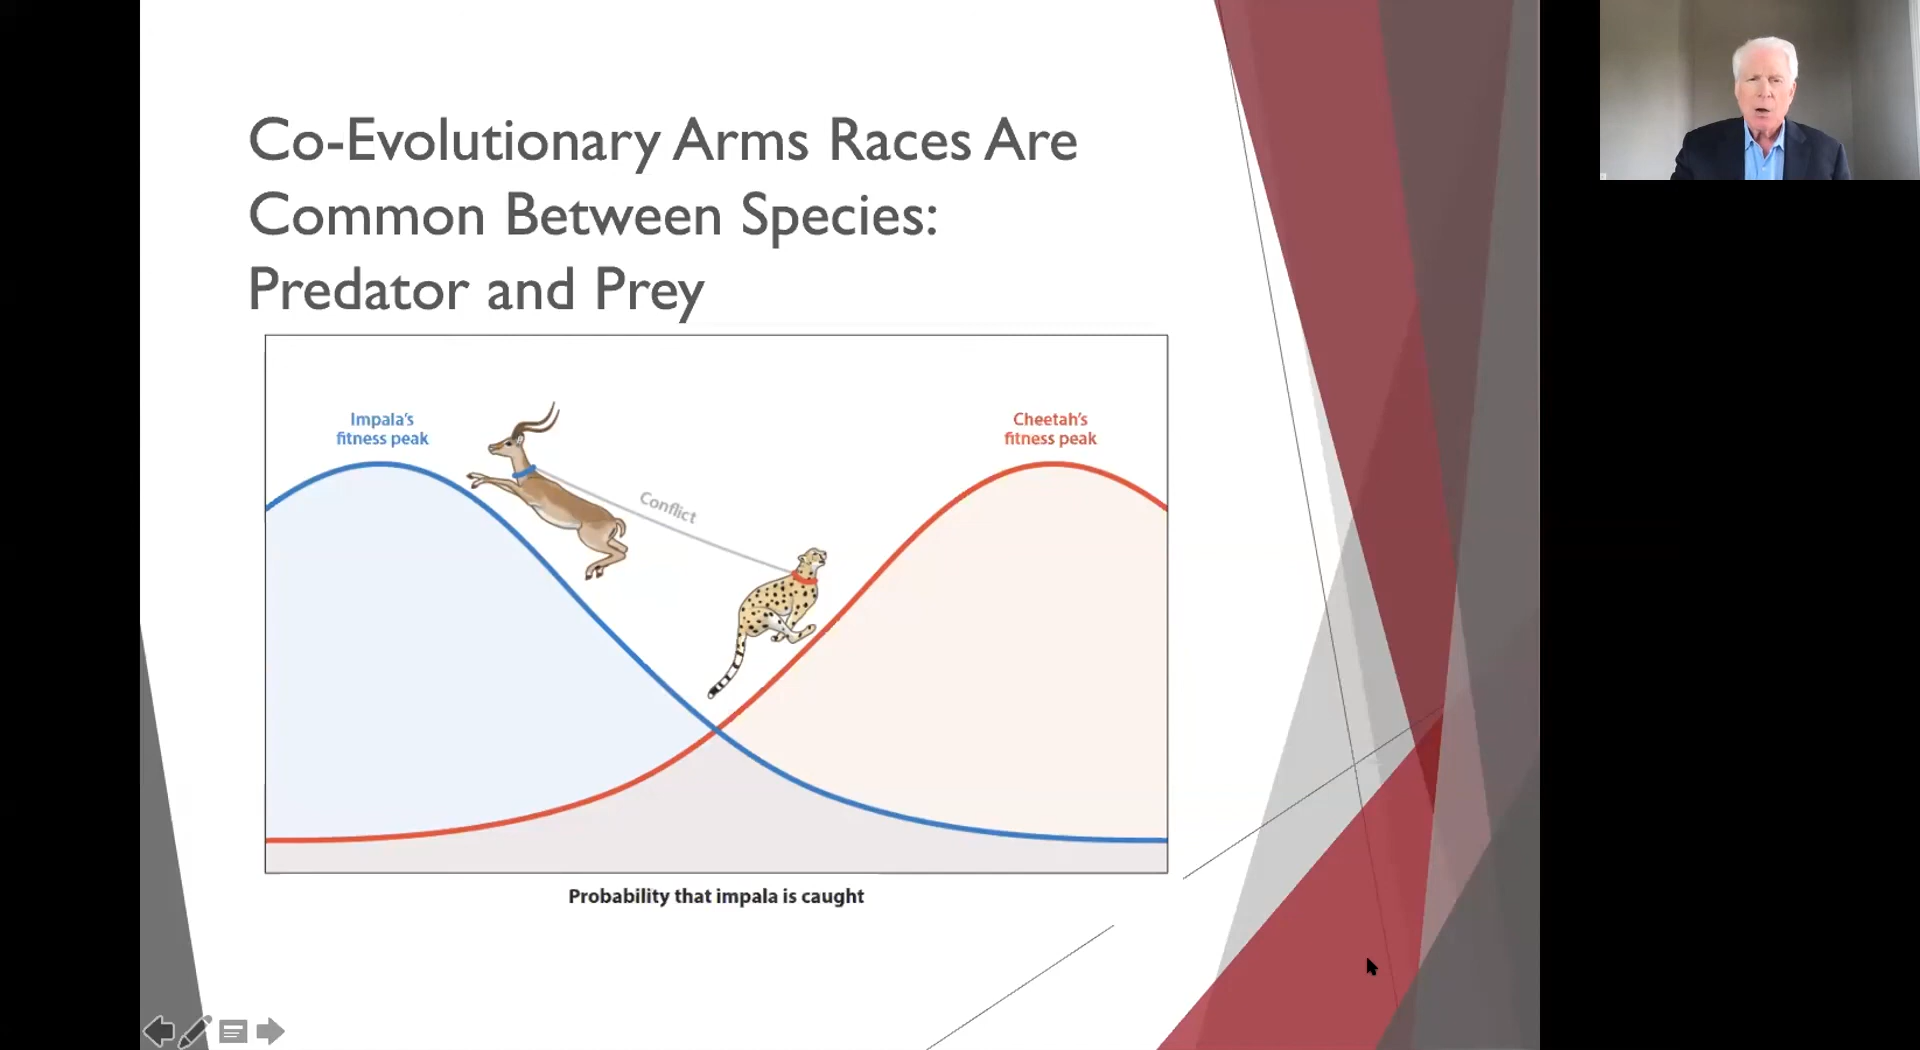 Co-Evolutionary Arms Races Are
Common Between Species:
Predator and Prey
Impala's
fitness peak
Conflict
Cheetah's
fitness peak
Probability that impala is caught